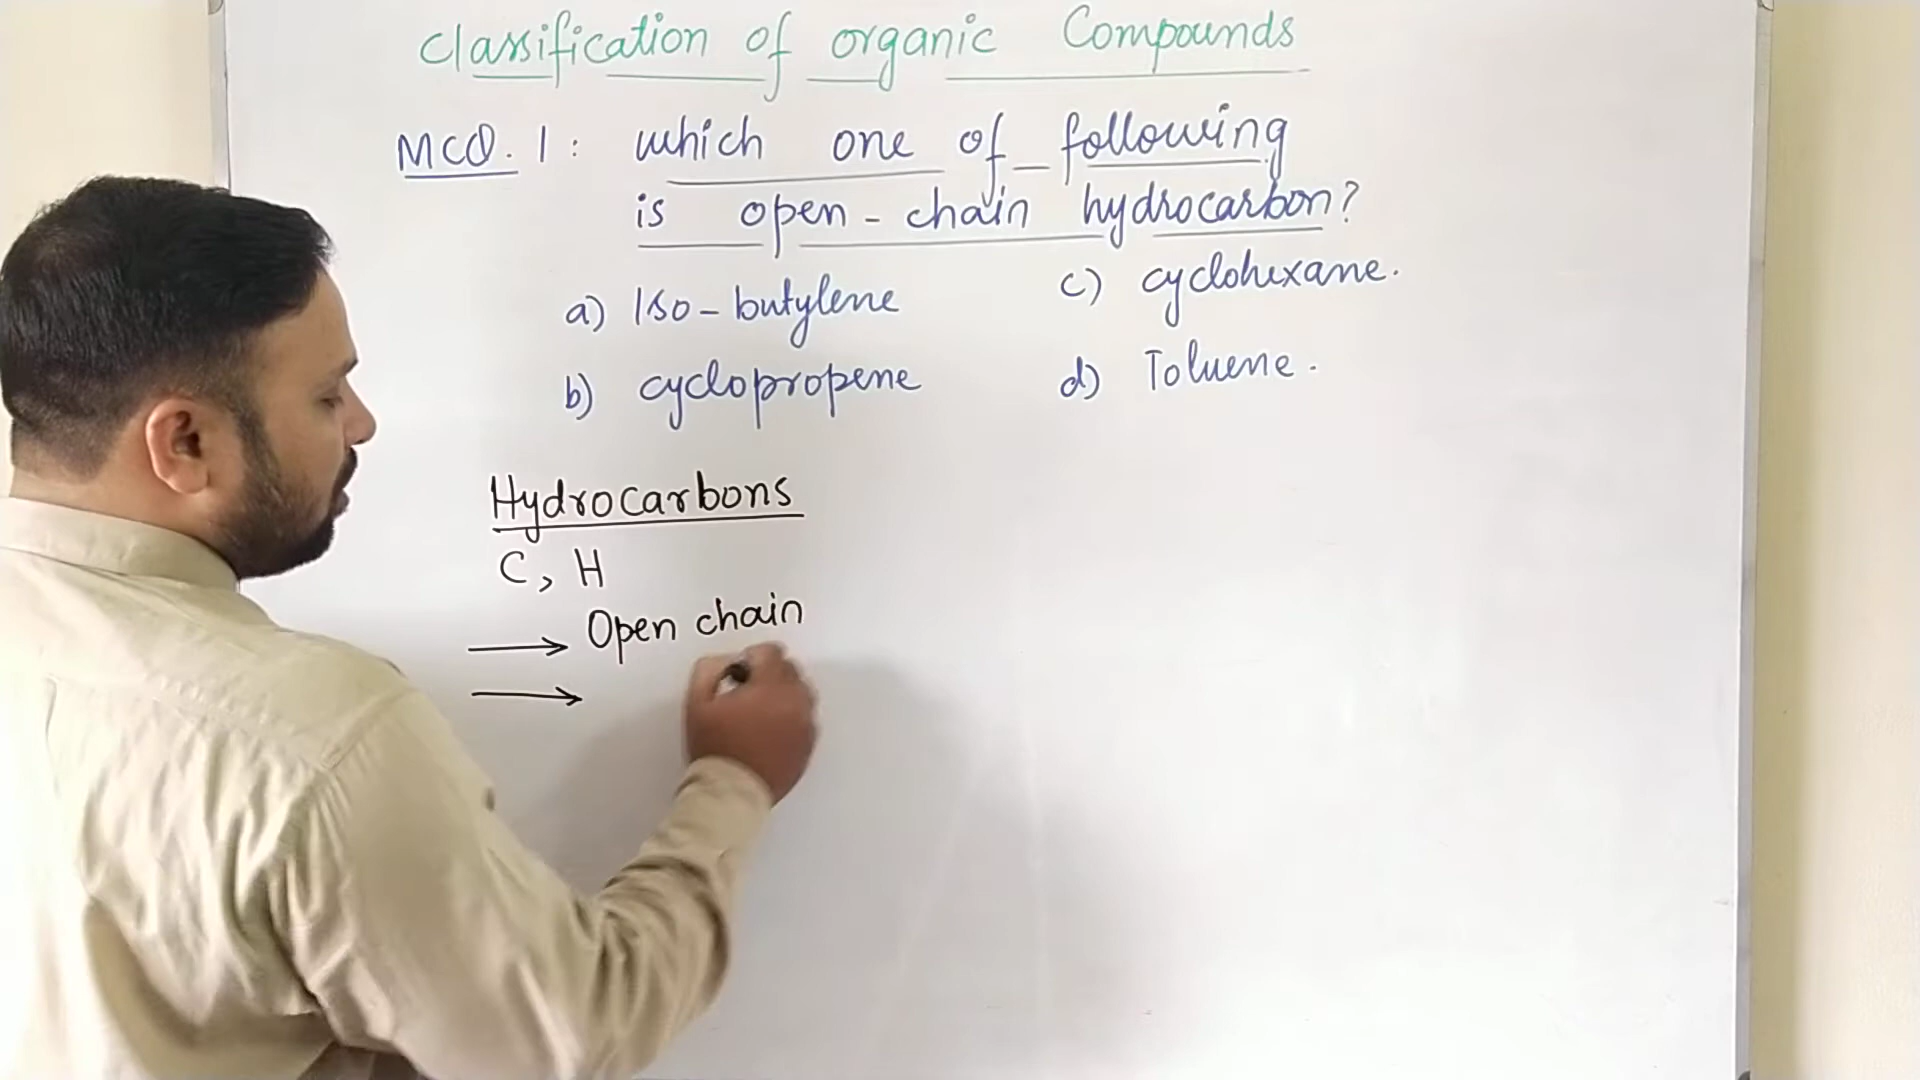 Classification of organic Compounds
MCQ. 1: which one of following
is open-chain hydrocarbon?
a) Iso-butylene
c) cyclohexane.
b) cyclopropene
d) Toluene.
Hydrocarbons
C, H
→ Open chain
→